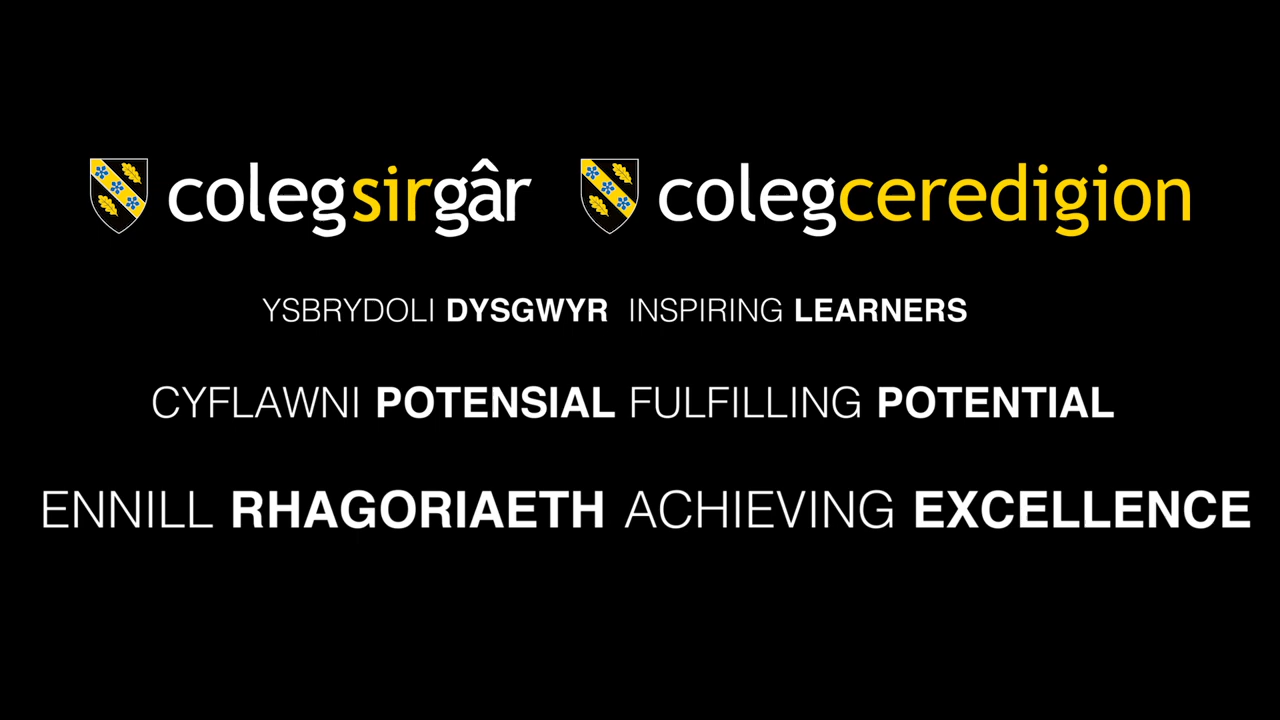 colegsirgâr colegceredigion
YSBRYDOLI DYSGWYR INSPIRING LEARNERS
CYFLAWNI POTENSIAL FULFILLING POTENTIAL
ENNILL RHAGORIAETH ACHIEVING EXCELLENCE